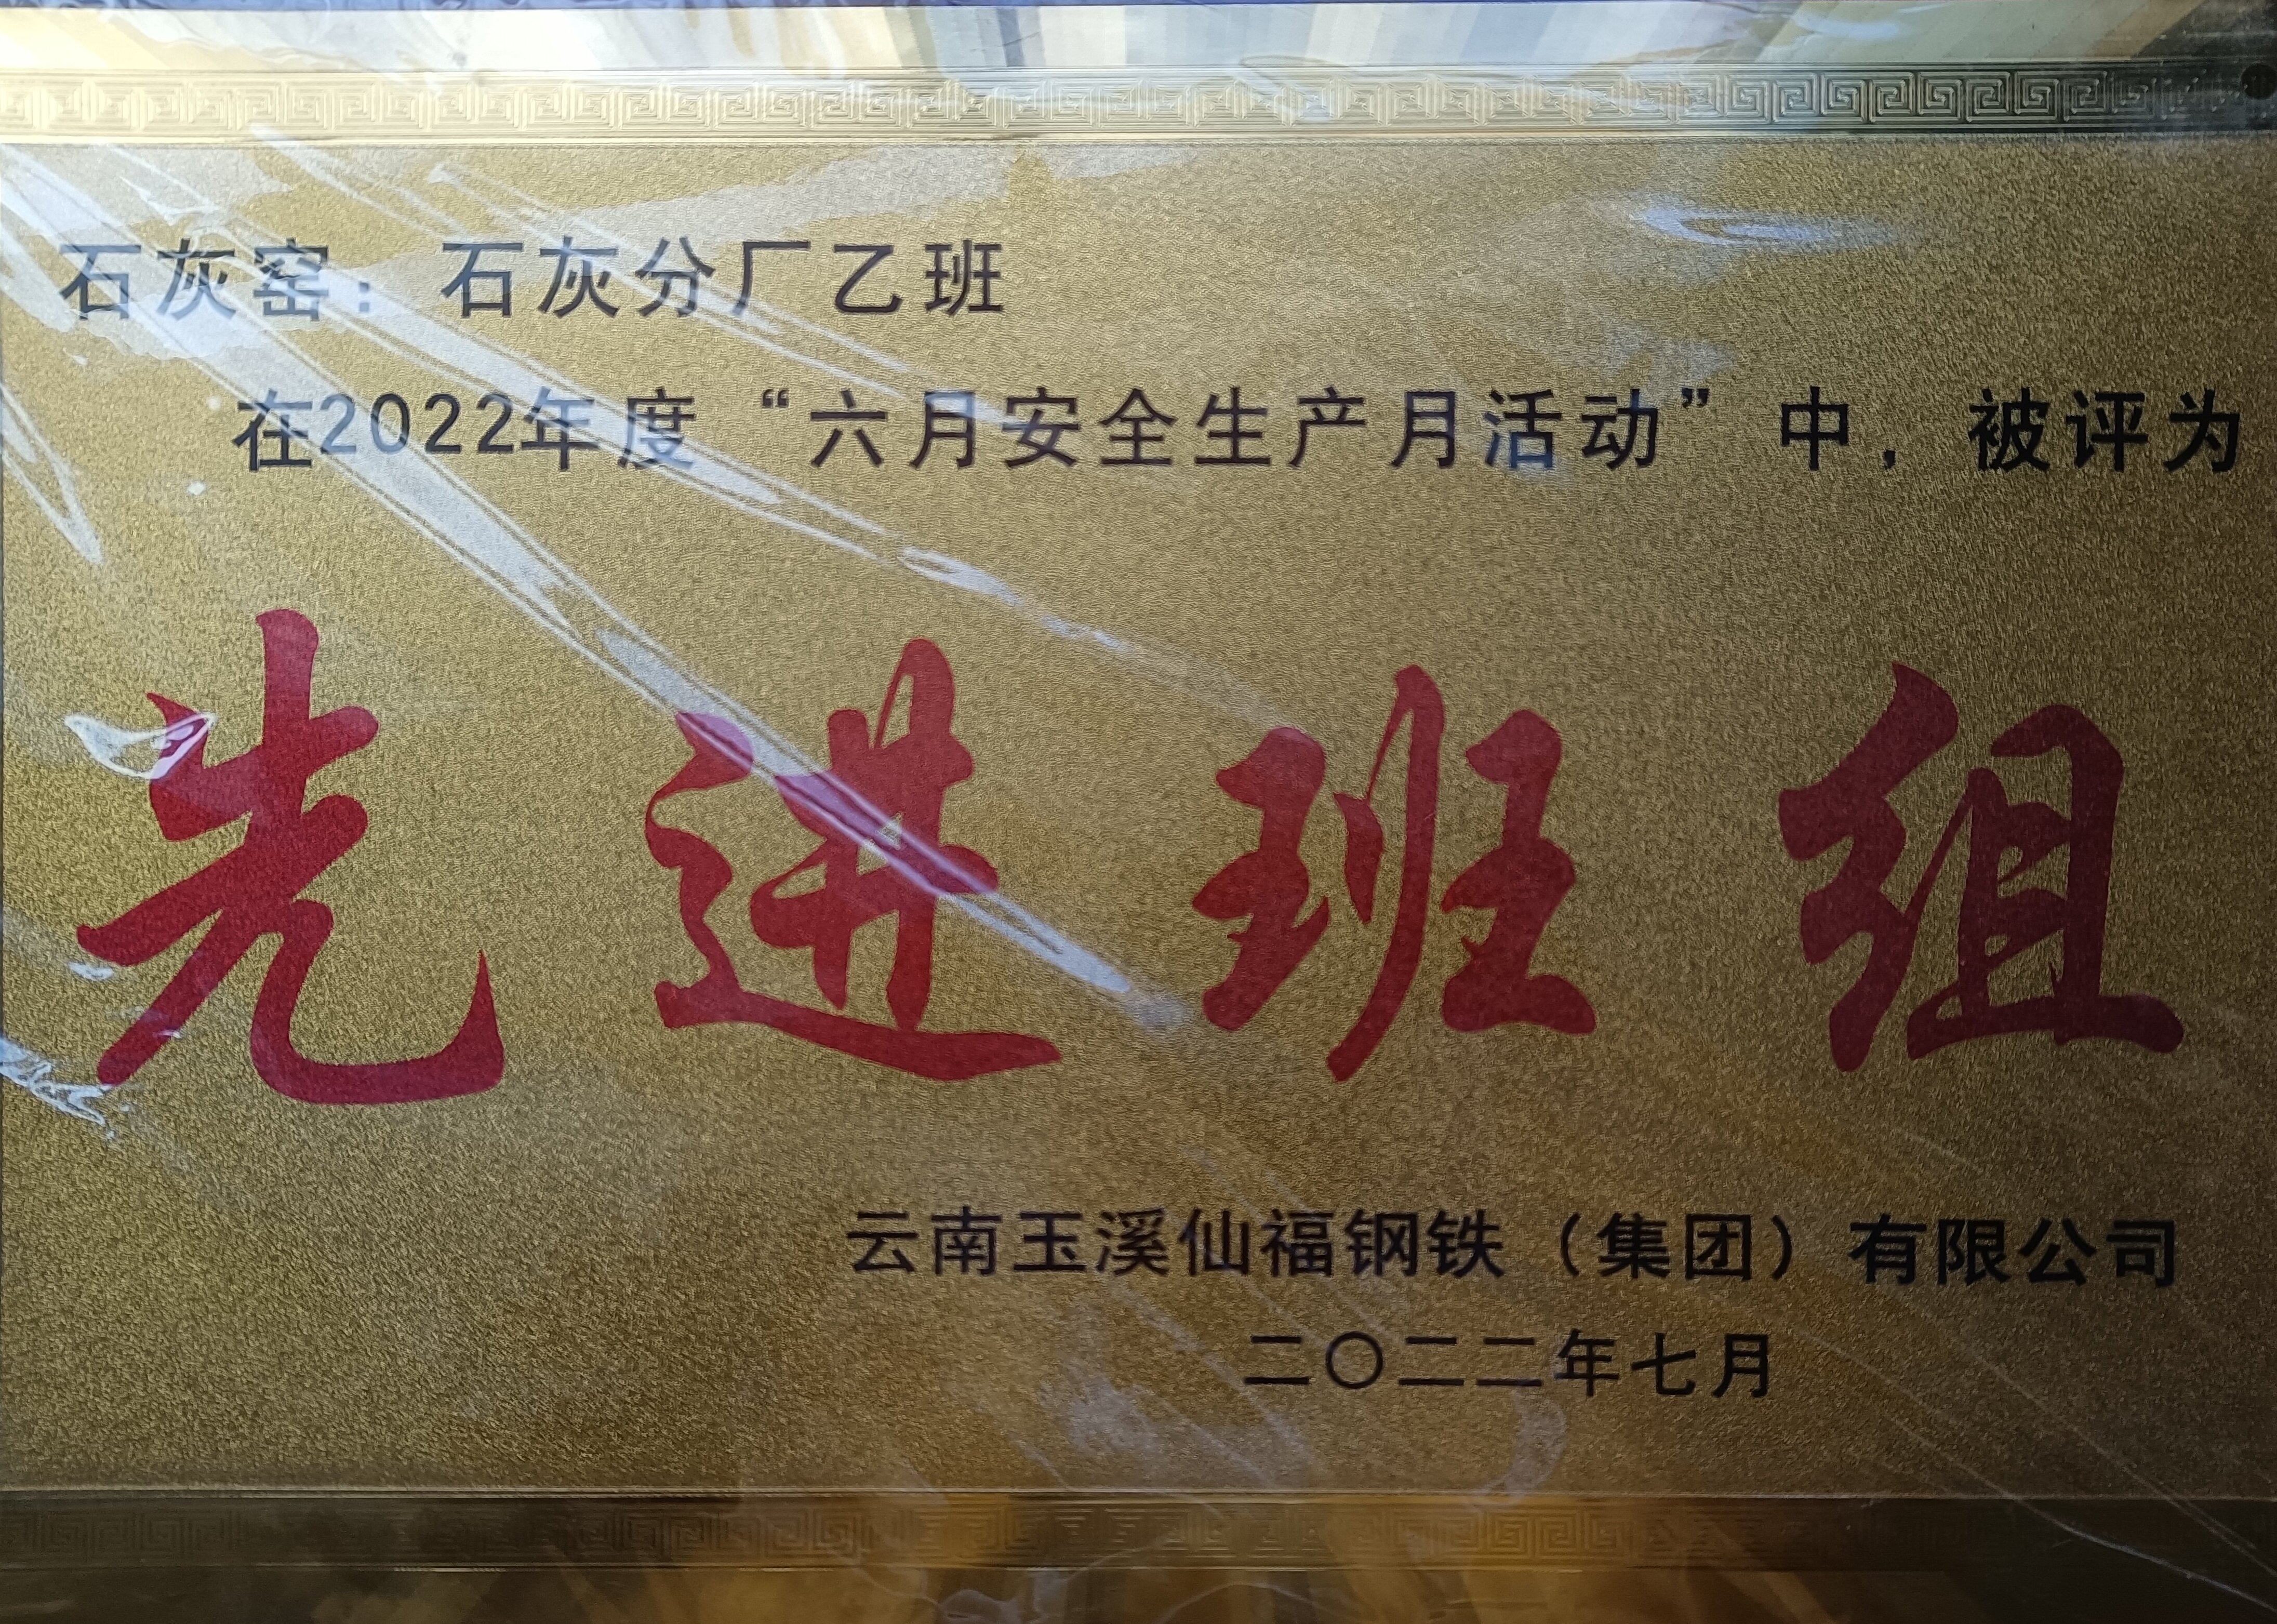 石灰窑：石灰分厂乙班
在2022年度“六月安全生产月活动”中，被评为
先进班组
云南玉溪仙福钢铁（集团）有限公司
二〇二二年七月